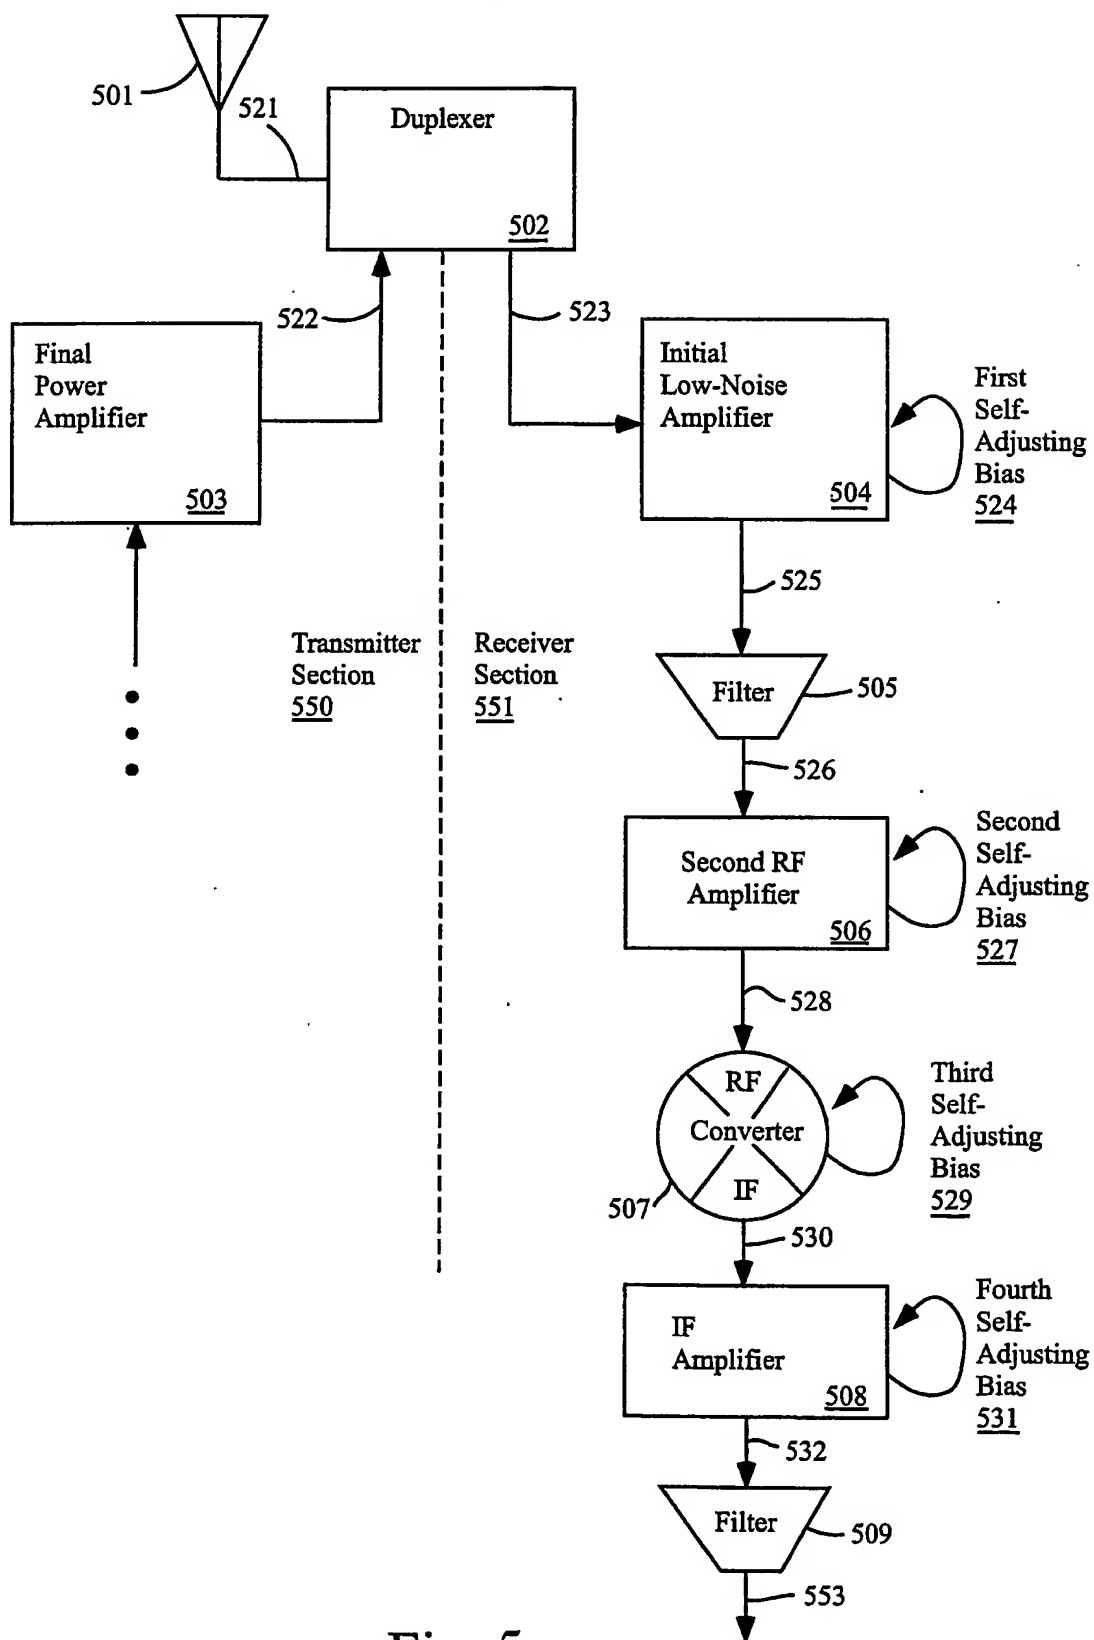 501
521
Duplexer
502
522
523
Final
Power
Amplifier
503
Initial
Low-Noise
Amplifier
504
First
Self-
Adjusting
Bias
524
525
Transmitter
Section
550
Receiver
Section
551
Filter
505
526
Second RF
Amplifier
506
Second
Self-
Adjusting
Bias
527
528
RF
Converter
IF
507
Third
Self-
Adjusting
Bias
529
530
IF
Amplifier
508
Fourth
Self-
Adjusting
Bias
531
532
Filter
509
553